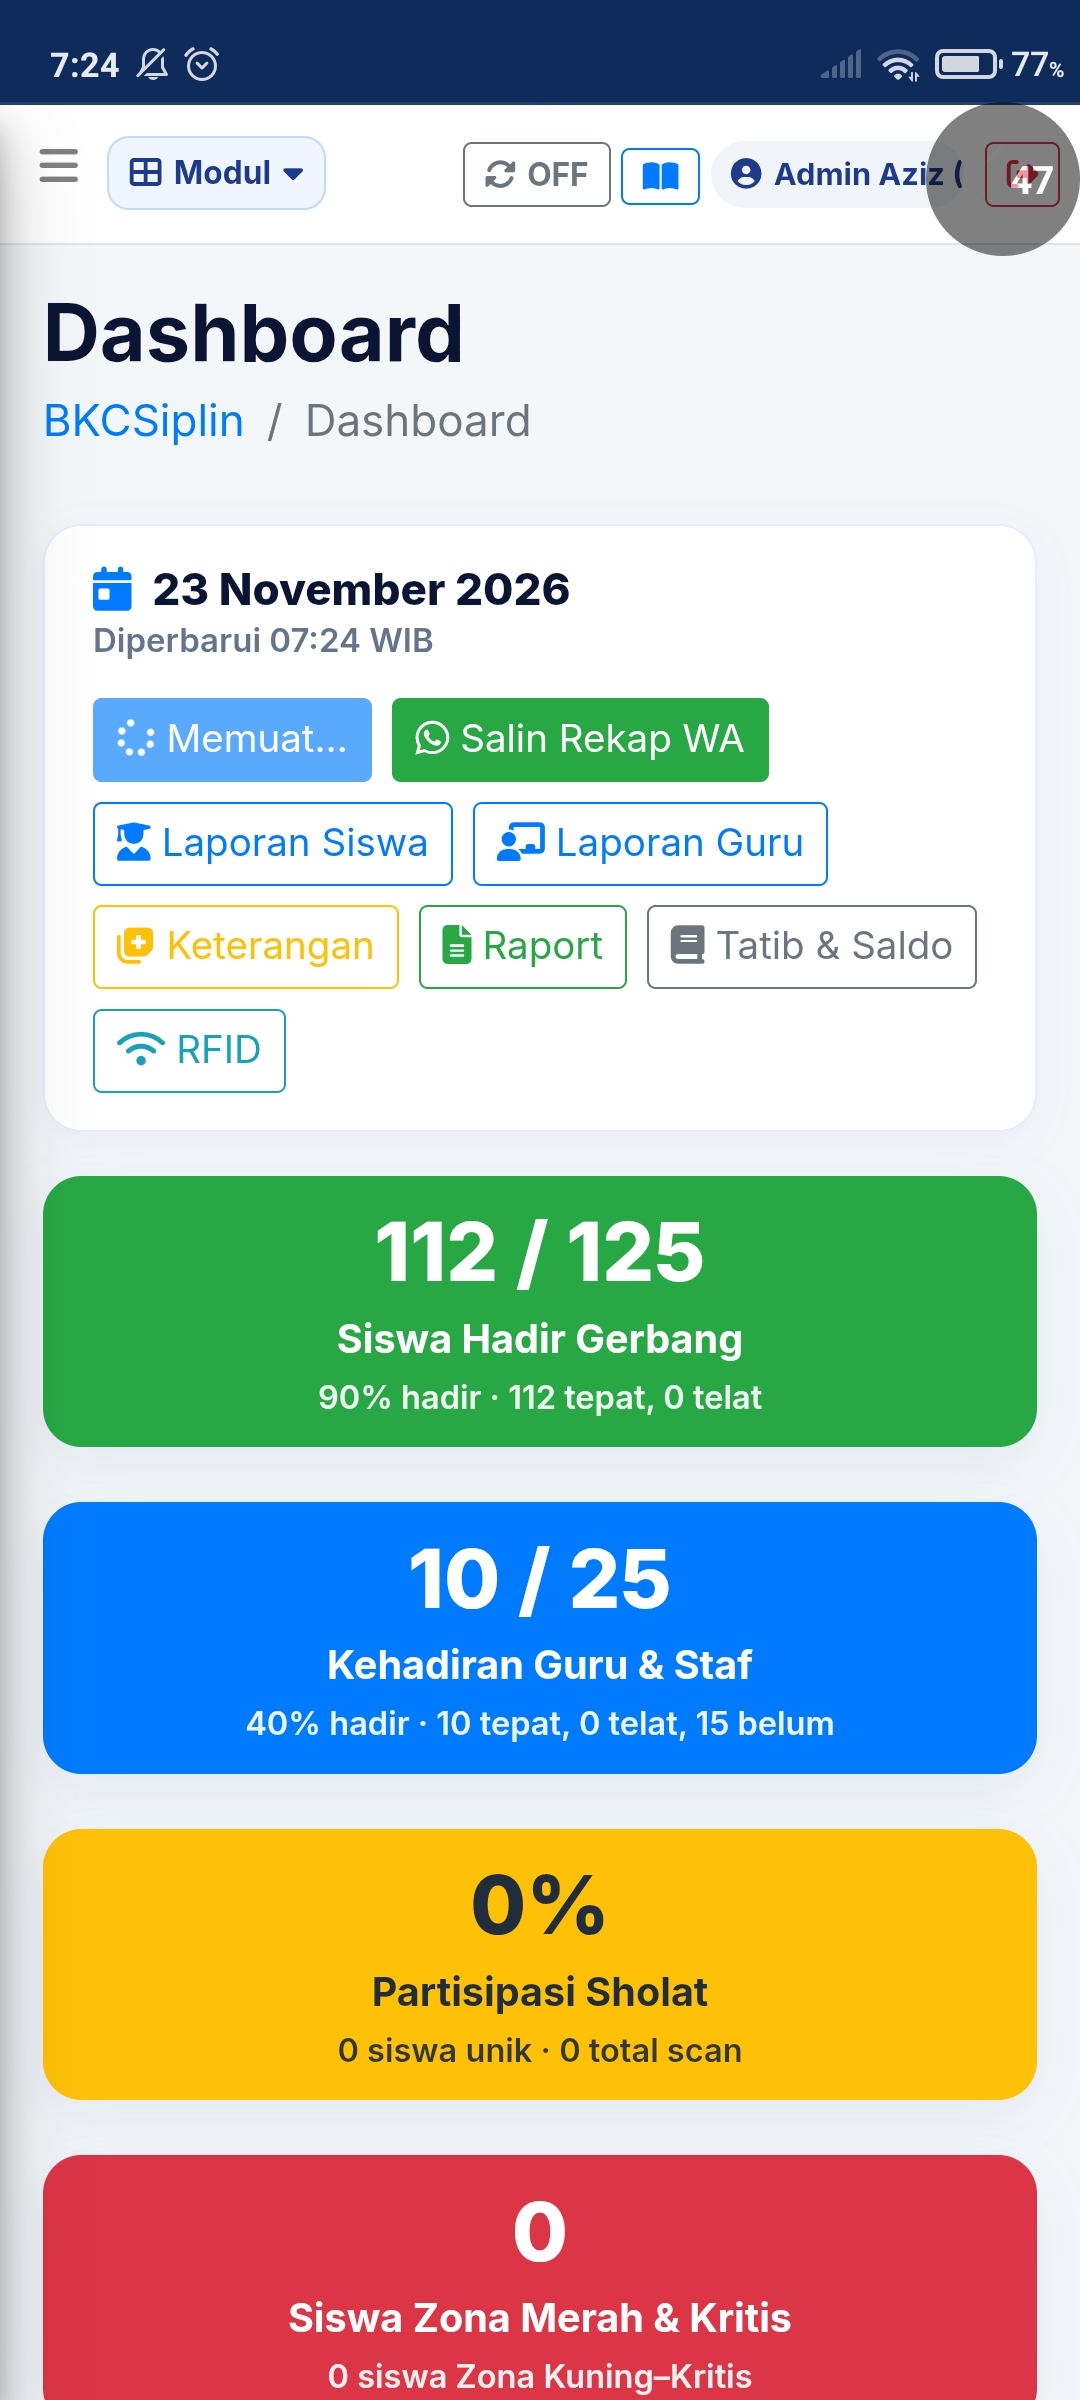 7:24 77%
Modul OFF Admin Aziz ( 47
Dashboard
BKCSiplin / Dashboard
23 November 2026
Diperbarui 07:24 WIB
Memuat... Salin Rekap WA
Laporan Siswa Laporan Guru
Keterangan Raport Tatib & Saldo
RFID
112 / 125
Siswa Hadir Gerbang
90% hadir · 112 tepat, 0 telat
10 / 25
Kehadiran Guru & Staf
40% hadir · 10 tepat, 0 telat, 15 belum
0%
Partisipasi Sholat
0 siswa unik · 0 total scan
0
Siswa Zona Merah & Kritis
0 siswa Zona Kuning–Kritis